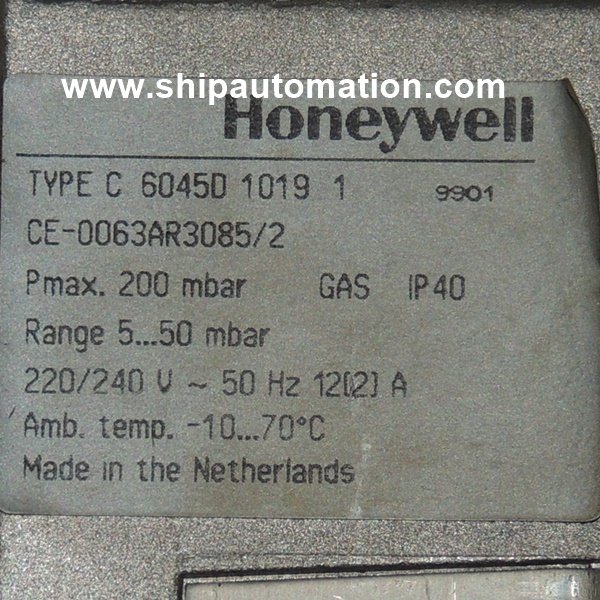 www.shipautomation.com
Honeywell
TYPE C 6045D 1019 1 9901
CE-0063AR3085/2
Pmax. 200 mbar GAS IP40
Range 5...50 mbar
220/240 V ~ 50 Hz 12(2) A
Amb. temp. -10...70°C
Made in the Netherlands